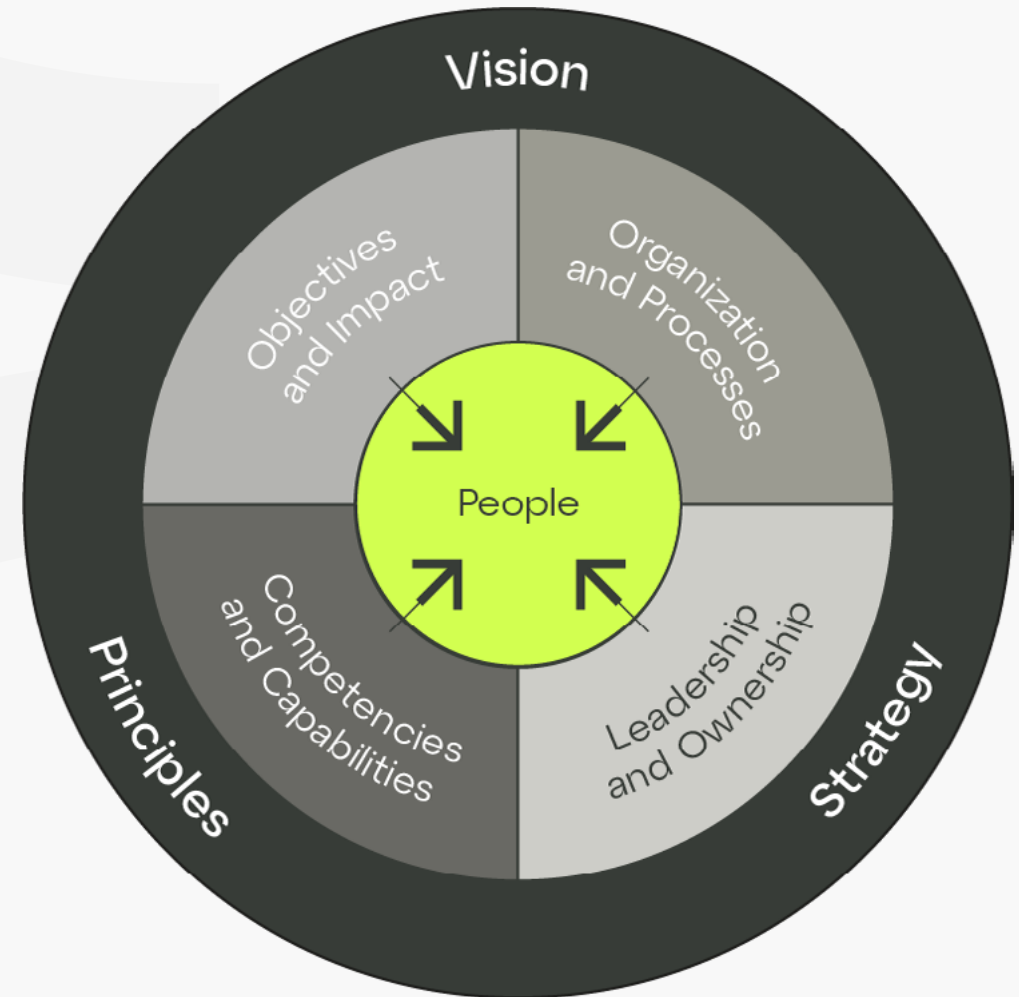 Vision
Objectives
and Impact
Organization
and Processes
People
Competencies
and Capabilities
Leadership
and Ownership
Principles
Strategy